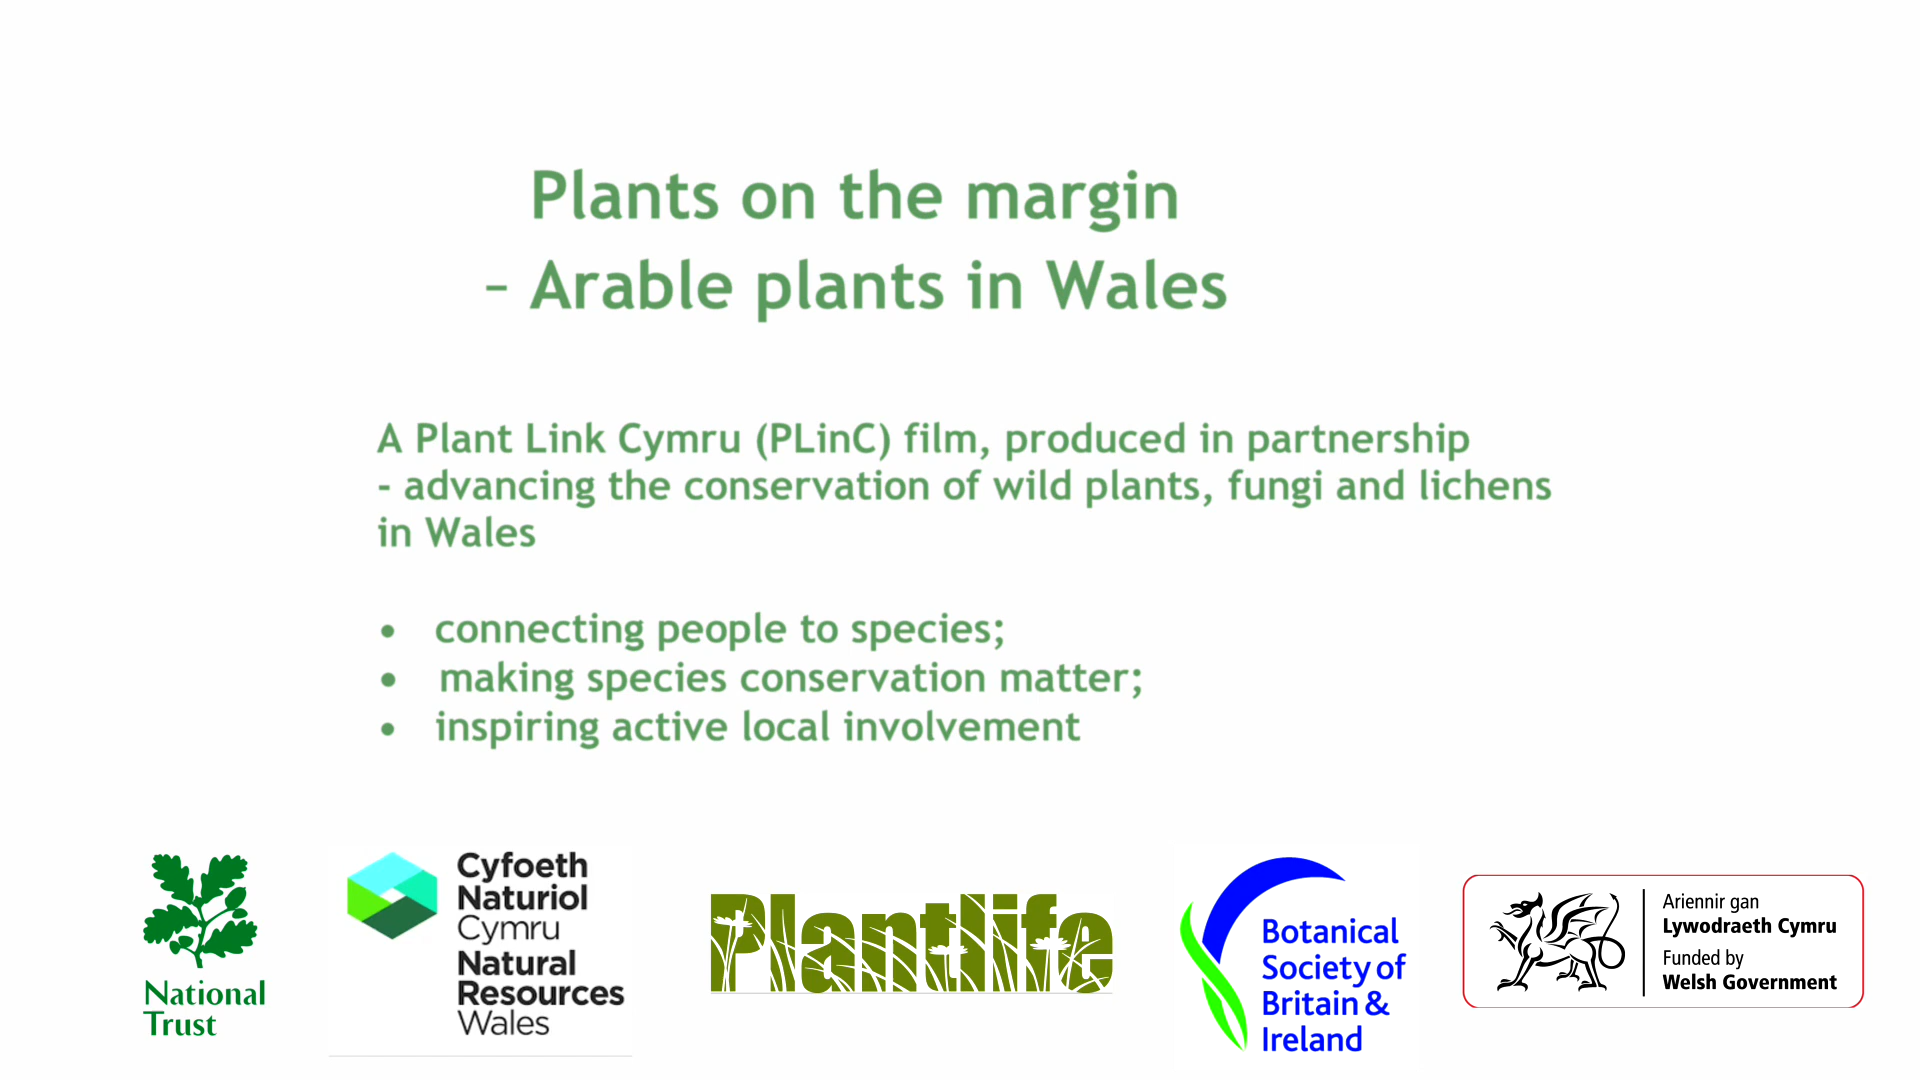 Plants on the margin
– Arable plants in Wales
A Plant Link Cymru (PLinC) film, produced in partnership
- advancing the conservation of wild plants, fungi and lichens
in Wales
• connecting people to species;
• making species conservation matter;
• inspiring active local involvement
National
Trust
Cyfoeth
Naturiol
Cymru
Natural
Resources
Wales
Plantlife
Botanical
Society of
Britain &
Ireland
Ariennir gan
Lywodraeth Cymru
Funded by
Welsh Government